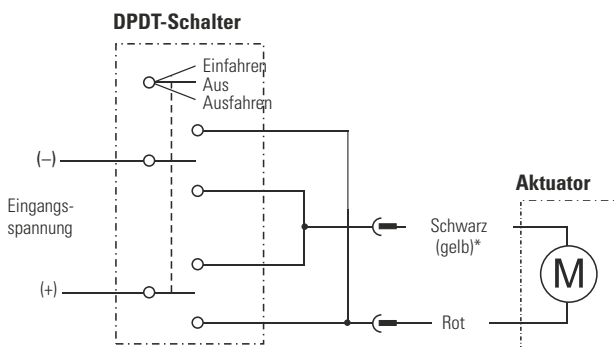 DPDT-Schalter
Einfahren
Aus
Ausfahren
(–)
Eingangs-
spannung
(+)
Aktuator
Schwarz
(gelb)*
M
Rot